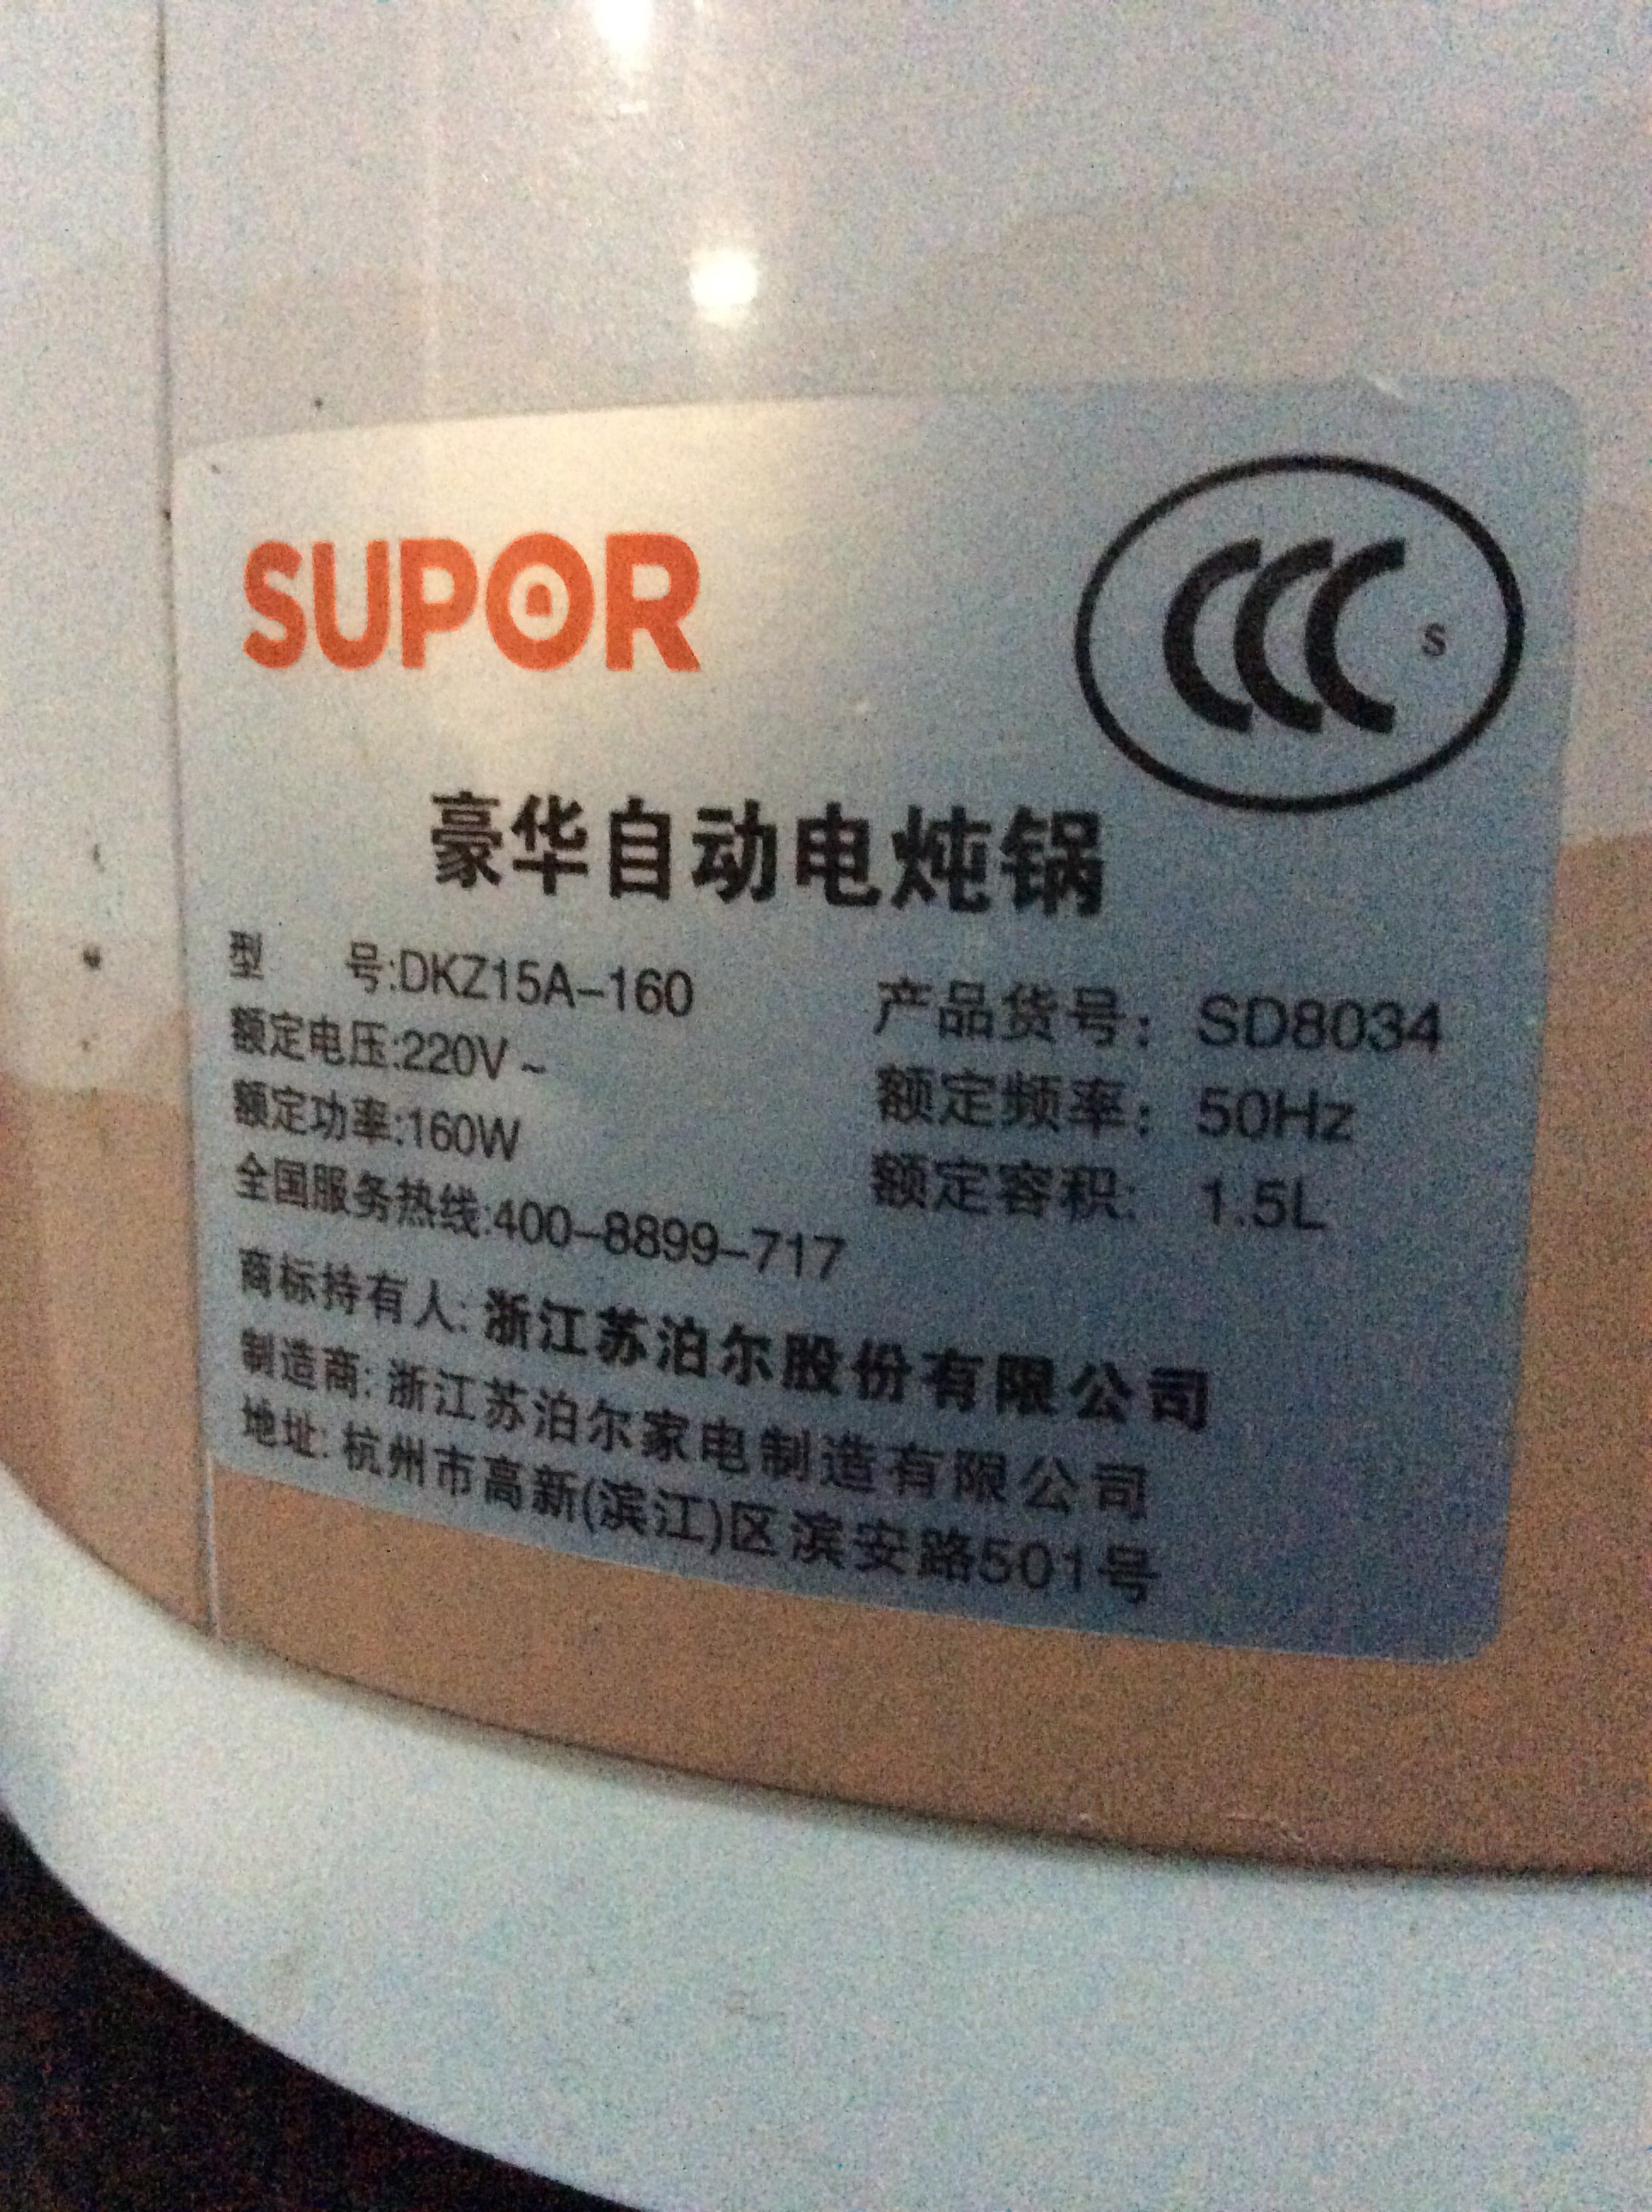 SUPOR
CCC S
豪华自动电炖锅
型 号:DKZ15A-160 产品货号: SD8034
额定电压:220V~ 额定频率: 50Hz
额定功率:160W 额定容积: 1.5L
全国服务热线:400-8899-717
商标持有人: 浙江苏泊尔股份有限公司
制造商: 浙江苏泊尔家电制造有限公司
地址: 杭州市高新(滨江)区滨安路501号